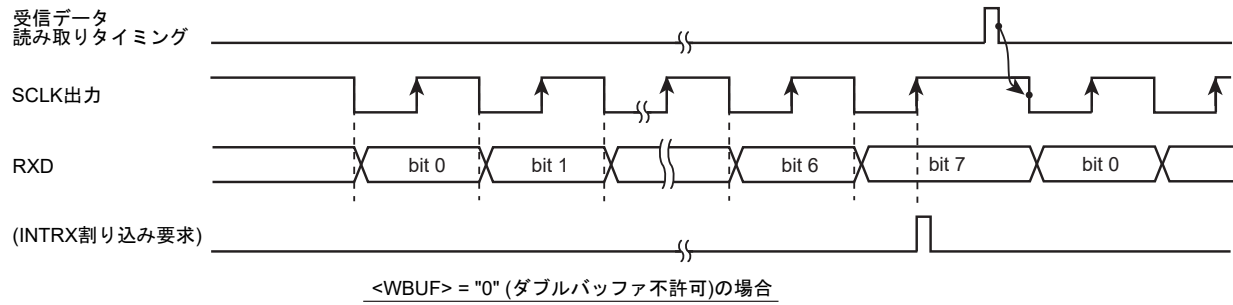 受信データ
読み取りタイミング
SCLK出力
RXD
bit 0
bit 1
bit 6
bit 7
bit 0
(INTRX割り込み要求)
<WBUF> = "0" (ダブルバッファ不許可)の場合